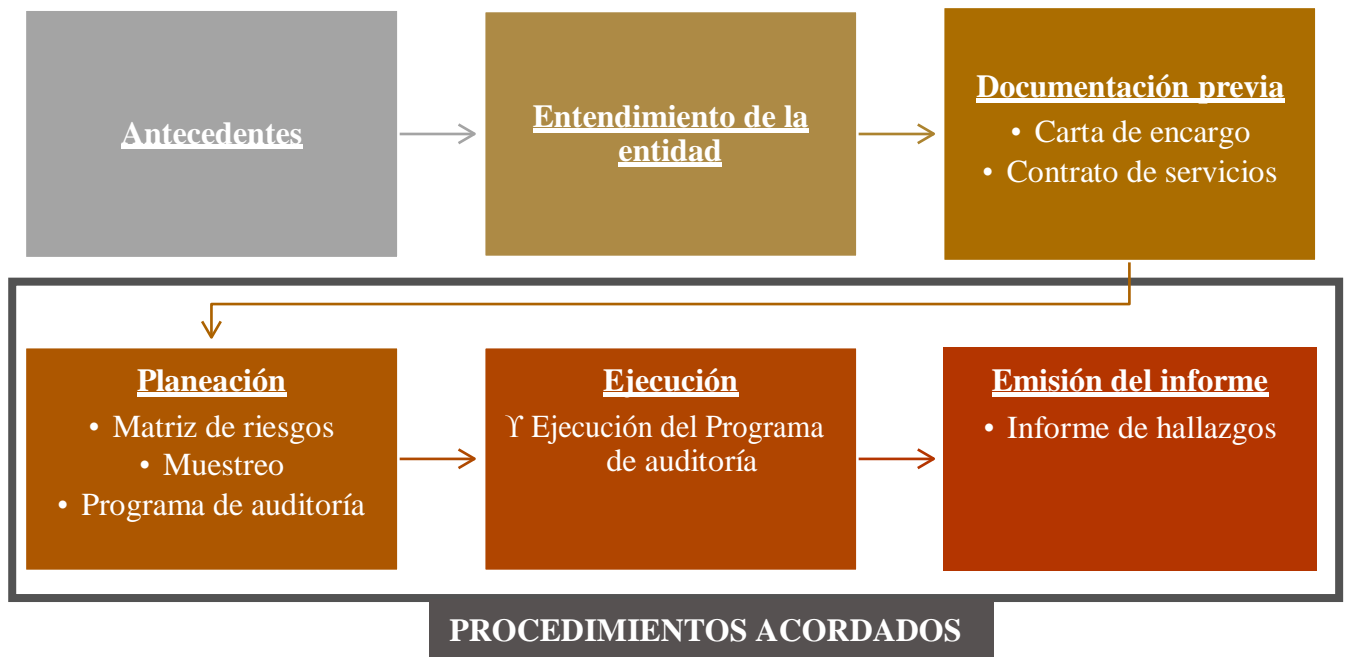 Antecedentes
Entendimiento de la
entidad
Documentación previa
• Carta de encargo
• Contrato de servicios
Planeación
• Matriz de riesgos
• Muestreo
• Programa de auditoría
Ejecución
ϒ Ejecución del Programa
de auditoría
Emisión del informe
• Informe de hallazgos
PROCEDIMIENTOS ACORDADOS